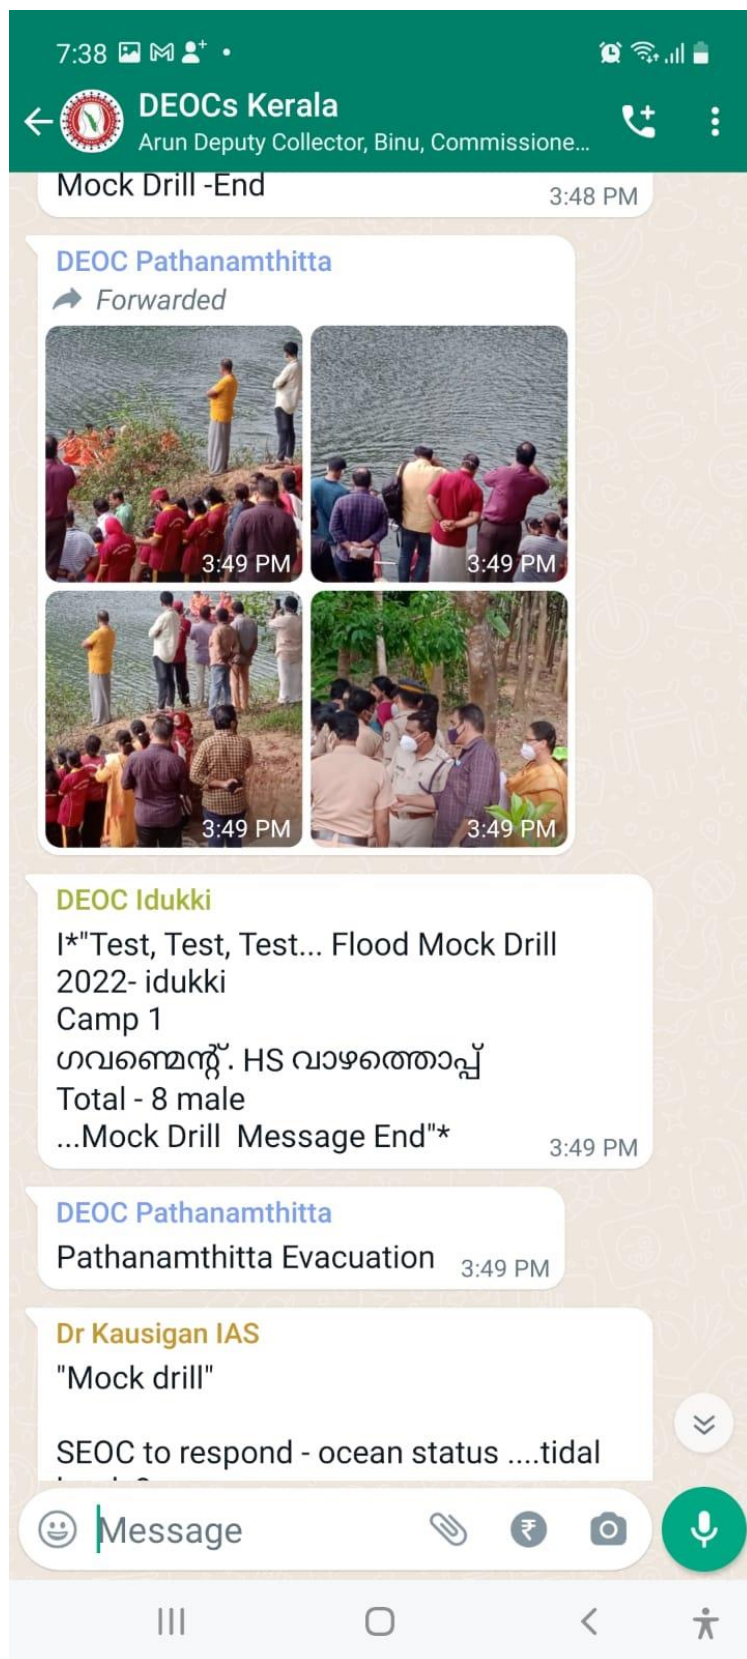 7:38
DEOCs Kerala
Arun Deputy Collector, Binu, Commissione...
Mock Drill -End
3:48 PM
DEOC Pathanamthitta
Forwarded
3:49 PM
3:49 PM
3:49 PM
3:49 PM
DEOC Idukki
I*"Test, Test, Test... Flood Mock Drill
2022- idukki
Camp 1
ഗവണ്മെന്റ്. HS വാഴത്തോപ്പ്
Total - 8 male
...Mock Drill  Message End"*
3:49 PM
DEOC Pathanamthitta
Pathanamthitta Evacuation
3:49 PM
Dr Kausigan IAS
"Mock drill"
SEOC to respond - ocean status ....tidal
Message